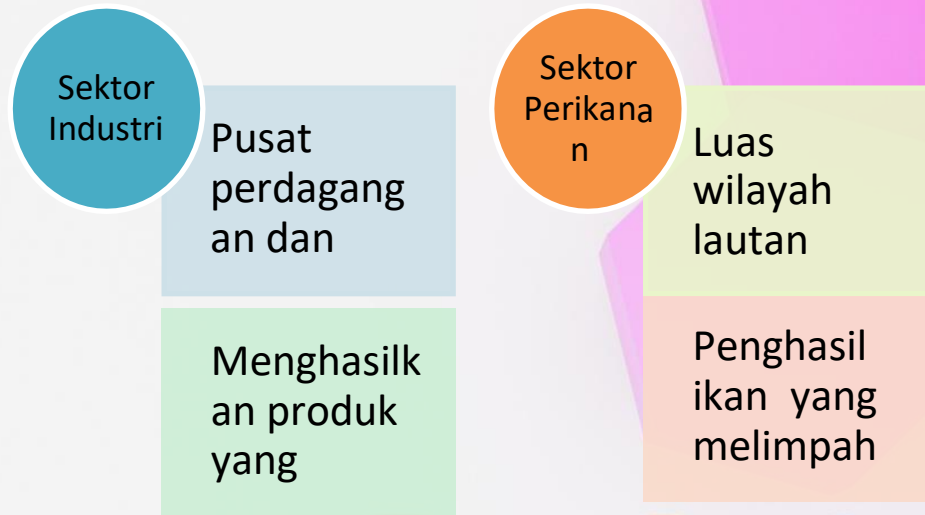 Sektor
Industri
Pusat
perdagang
an dan
Menghasilk
an produk
yang
Sektor
Perikana
n
Luas
wilayah
lautan
Penghasil
ikan yang
melimpah